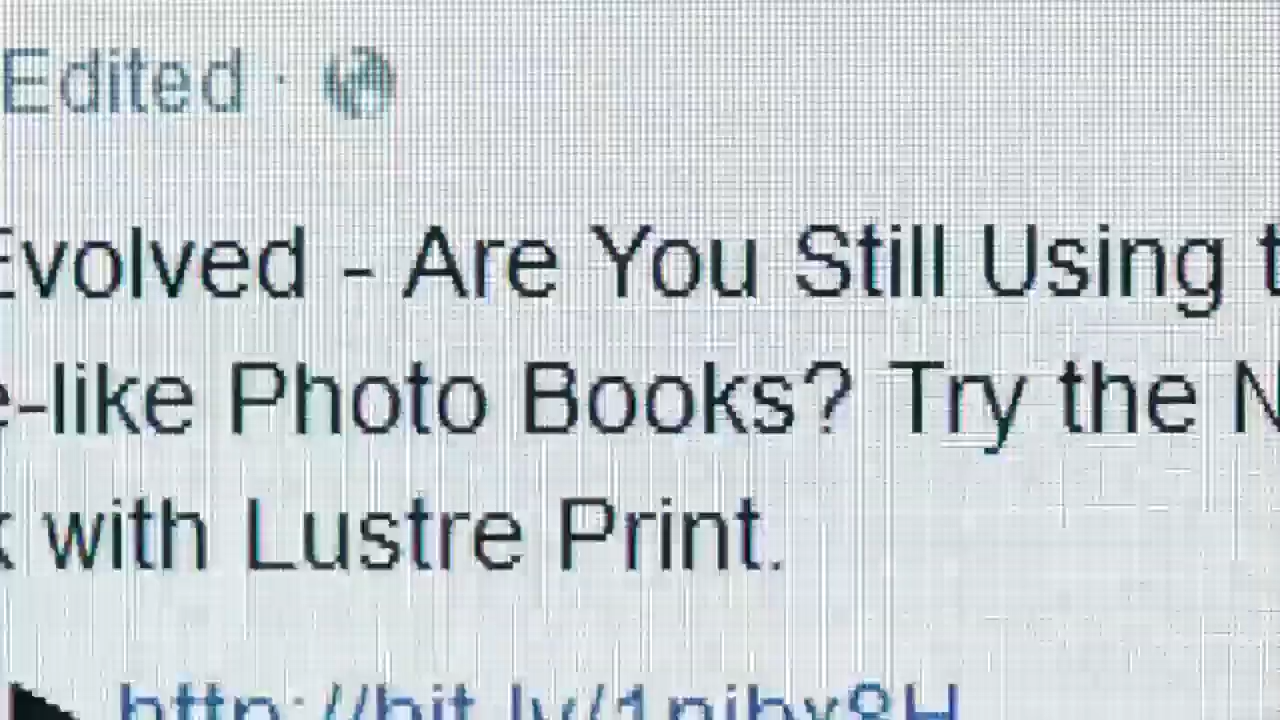 Edited ·
Evolved - Are You Still Using
-like Photo Books? Try the
with Lustre Print.